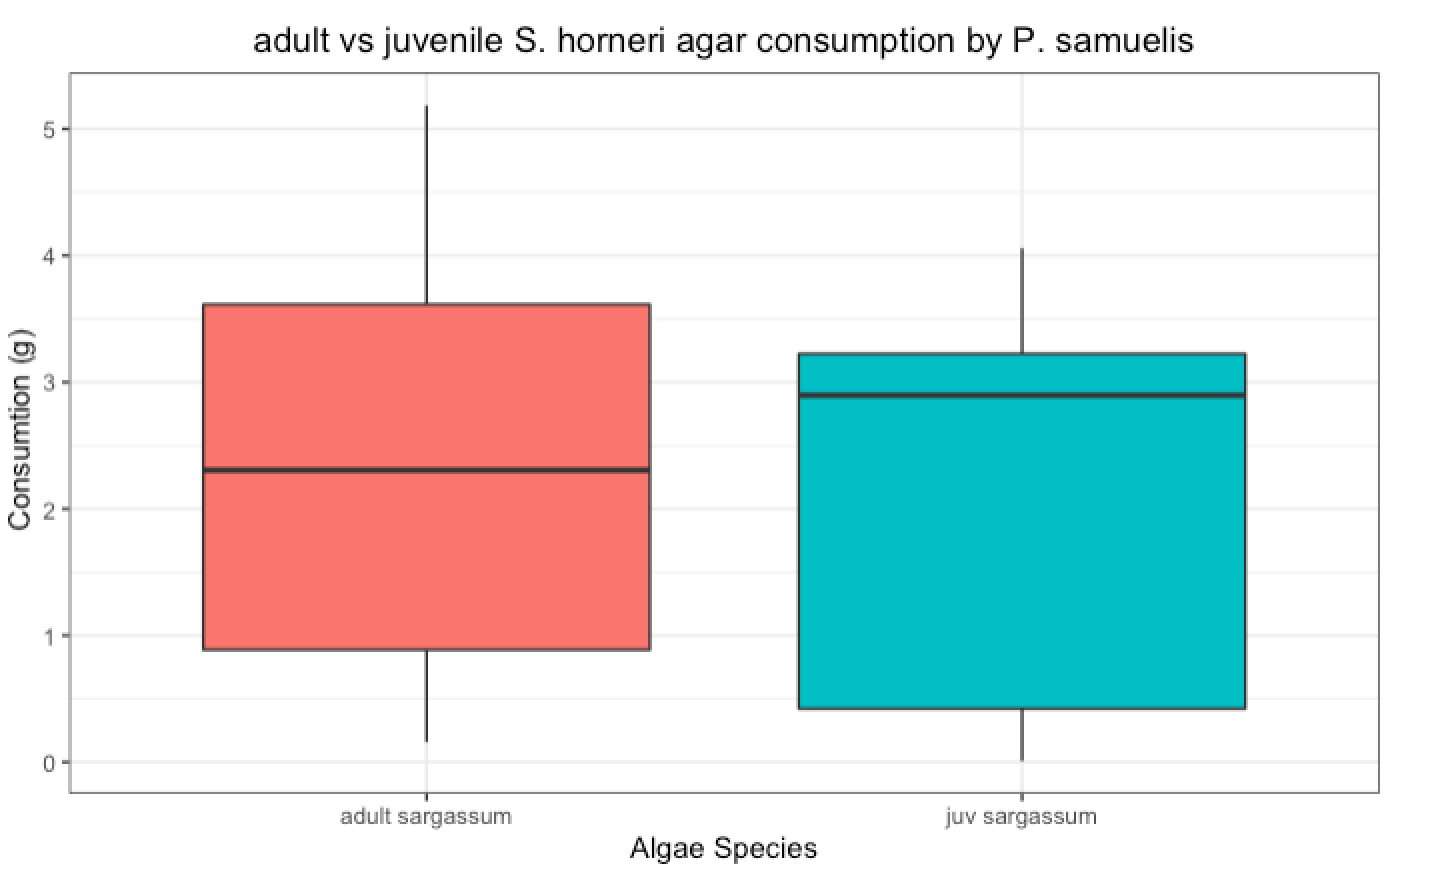 adult vs juvenile S. horneri agar consumption by P. samuelis
5
4
3
2
1
0
Consumtion (g)
adult sargassum
juv sargassum
Algae Species